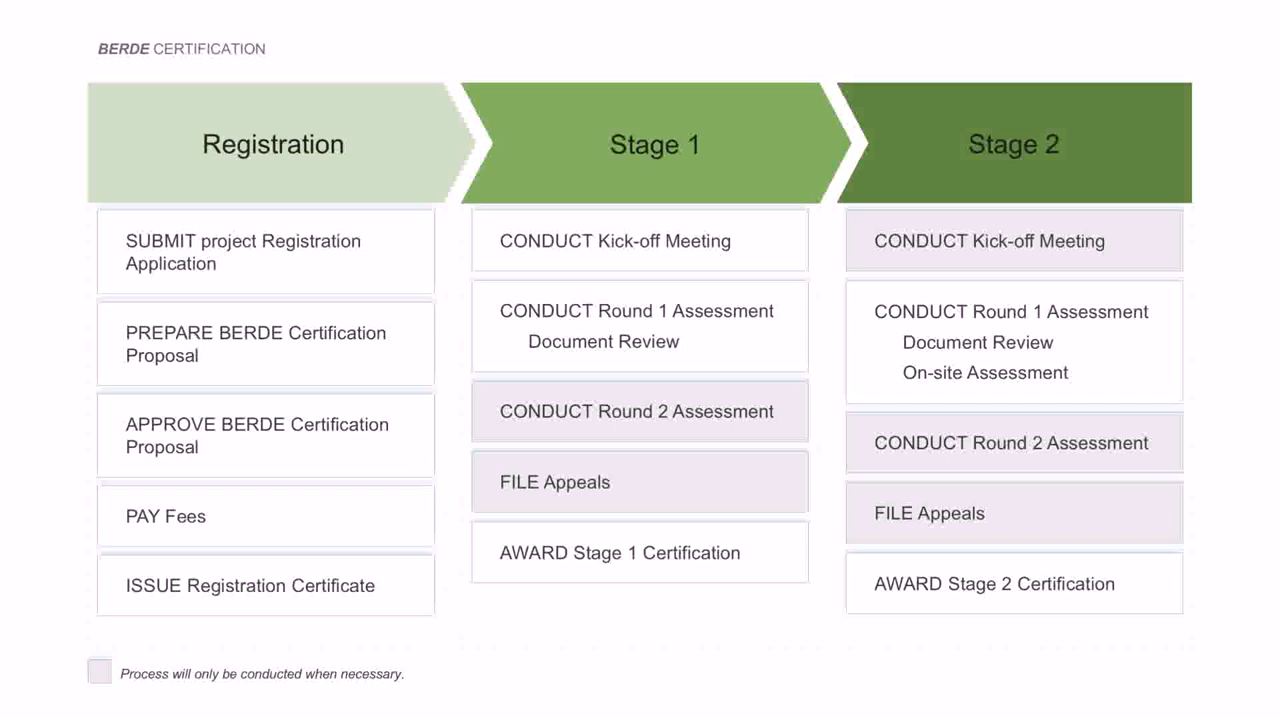 BERDE CERTIFICATION
Registration
SUBMIT project Registration
Application
PREPARE BERDE Certification
Proposal
APPROVE BERDE Certification
Proposal
PAY Fees
ISSUE Registration Certificate
Stage 1
CONDUCT Kick-off Meeting
CONDUCT Round 1 Assessment
Document Review
CONDUCT Round 2 Assessment
FILE Appeals
AWARD Stage 1 Certification
Stage 2
CONDUCT Kick-off Meeting
CONDUCT Round 1 Assessment
Document Review
On-site Assessment
CONDUCT Round 2 Assessment
FILE Appeals
AWARD Stage 2 Certification
Process will only be conducted when necessary.